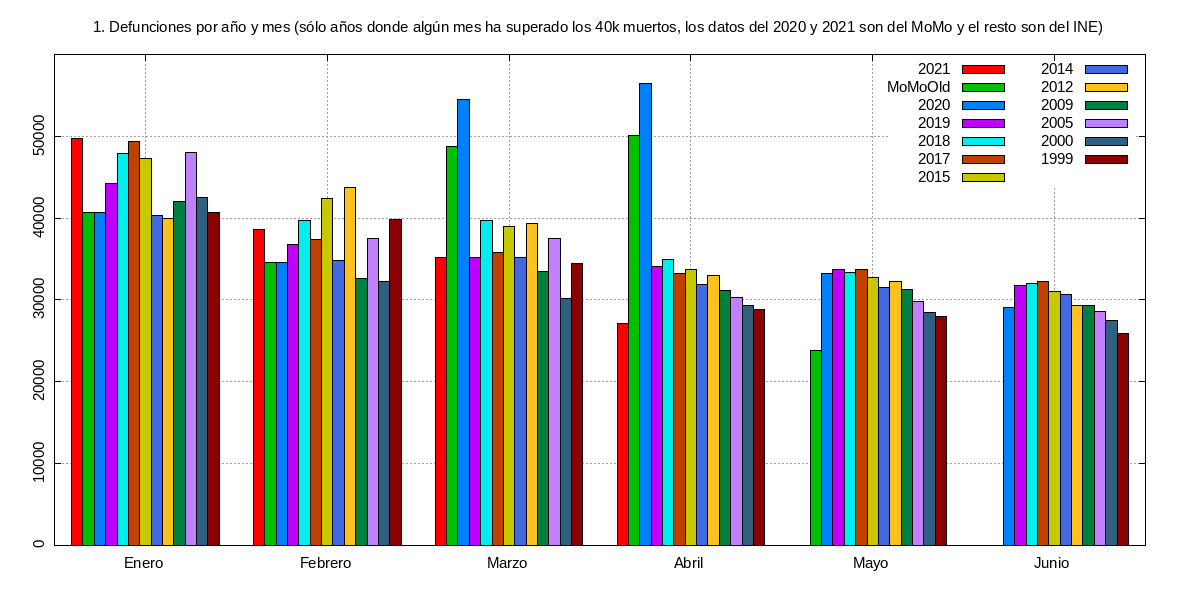 1. Defunciones por año y mes (sólo años donde algún mes ha superado los 40k muertos, los datos del 2020 y 2021 son del MoMo y el resto son del INE)
2021
MoMoOld
2020
2019
2018
2017
2015
2014
2012
2009
2005
2000
1999
50000
40000
30000
20000
10000
0
Enero
Febrero
Marzo
Abril
Mayo
Junio